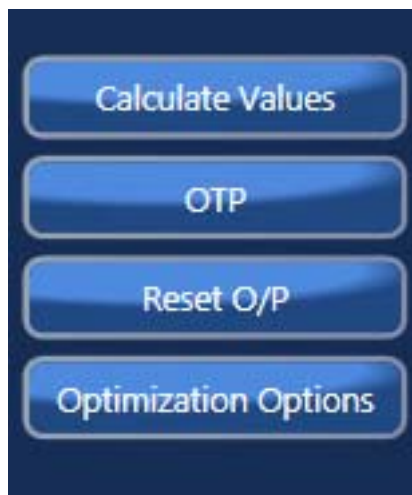 Calculate Values
OTP
Reset O/P
Optimization Options